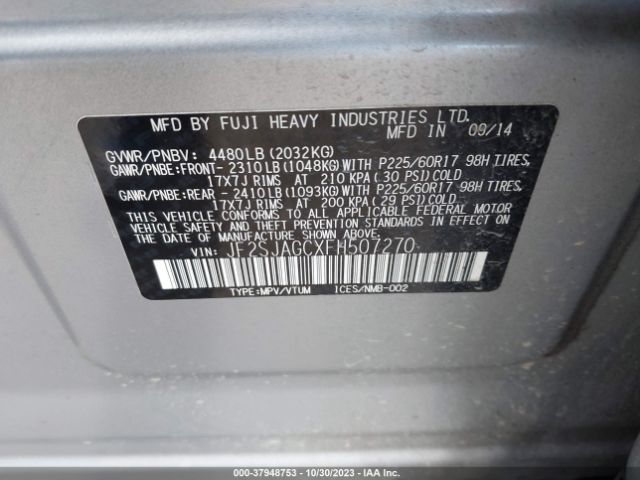 MFD BY FUJI HEAVY INDUSTRIES LTD.
MFD IN 09/14
GVWR/PNBV: 4480LB (2032KG)
GAWR/PNBE:FRONT- 2310LB (1048KG) WITH P225/60R17 98H TIRES,
17X7J RIMS AT 210 KPA ( 30 PSI) COLD
GAWR/PNBE:REAR - 2410LB (1093KG) WITH P225/60R17 98H TIRES,
17X7J RIMS AT 200 KPA ( 29 PSI) COLD
THIS VEHICLE CONFORMS TO ALL APPLICABLE FEDERAL MOTOR
VEHICLE SAFETY AND THEFT PREVENTION STANDARDS IN EFFECT
ON THE DATE OF MANUFACTURE SHOWN ABOVE.
VIN: JF2SJAGCXFH507270
TYPE:MPV/VTUM ICES/NMB-002
000-37948753 - 10/30/2023 - IAA Inc.